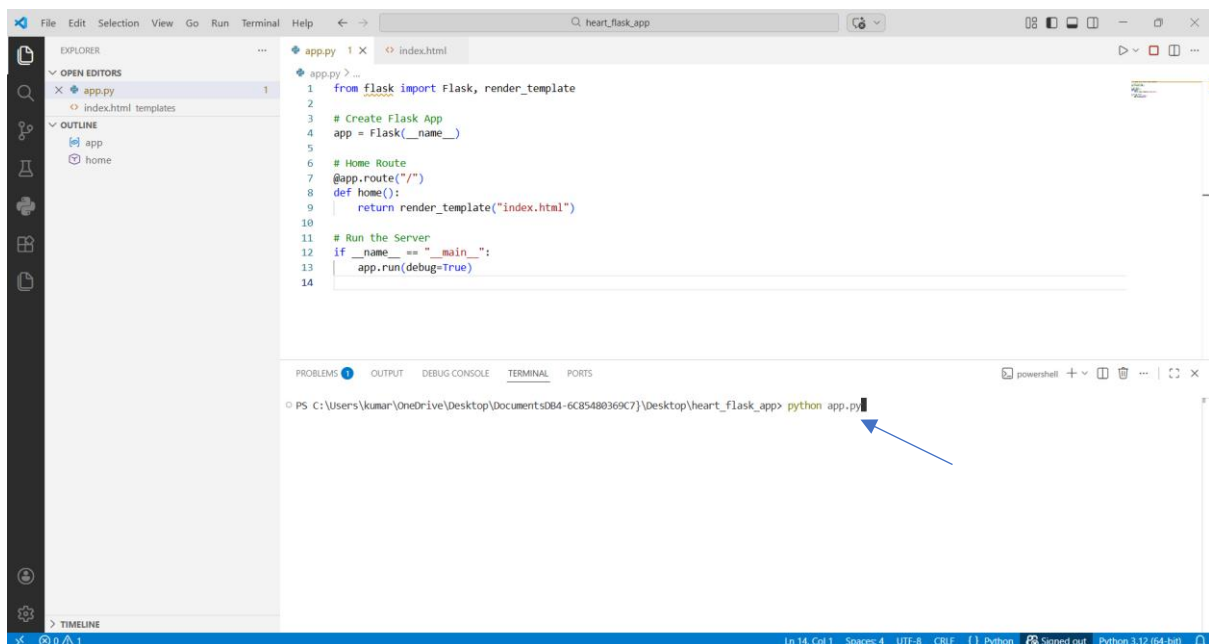 File Edit Selection View Go Run Terminal Help
heart_flask_app
EXPLORER
OPEN EDITORS
app.py 1
index.html templates
OUTLINE
app
home
TIMELINE
app.py 1
index.html
app.py > ...
1 from flask import Flask, render_template
2
3 # Create Flask App
4 app = Flask(__name__)
5
6 # Home Route
7 @app.route("/")
8 def home():
9     return render_template("index.html")
10
11 # Run the Server
12 if __name__ == "__main__":
13     app.run(debug=True)
14
PROBLEMS 1 OUTPUT DEBUG CONSOLE TERMINAL PORTS
powershell
PS C:\Users\kumar\OneDrive\Desktop\DocumentsDB4-6C85480369C7}\Desktop\heart_flask_app> python app.py
0 1
Ln 14, Col 1 Spaces: 4 UTF-8 CRLF {} Python Signed out Python 3.12 (64-bit)